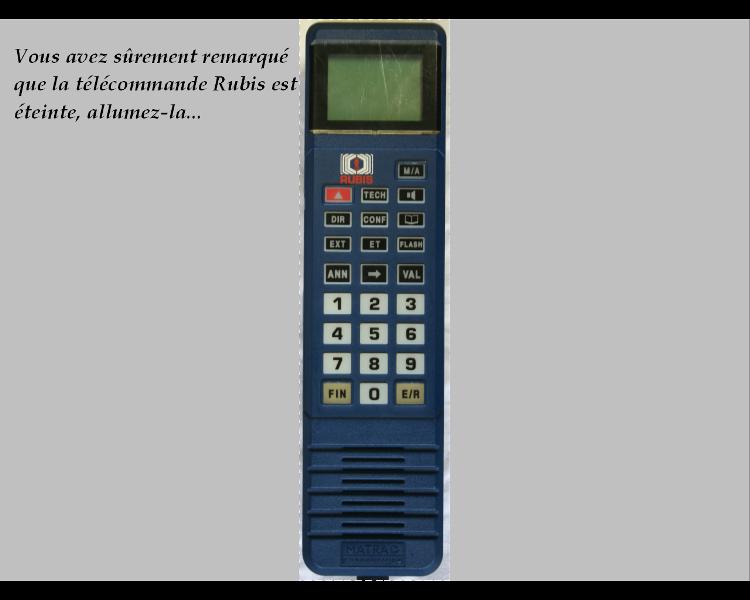 Vous avez sûrement remarqué
que la télécommande Rubis est
éteinte, allumez-la...
RUBIS
M/A
TECH
DIR CONF
EXT ET FLASH
ANN VAL
1 2 3
4 5 6
7 8 9
FIN 0 E/R
MATRA